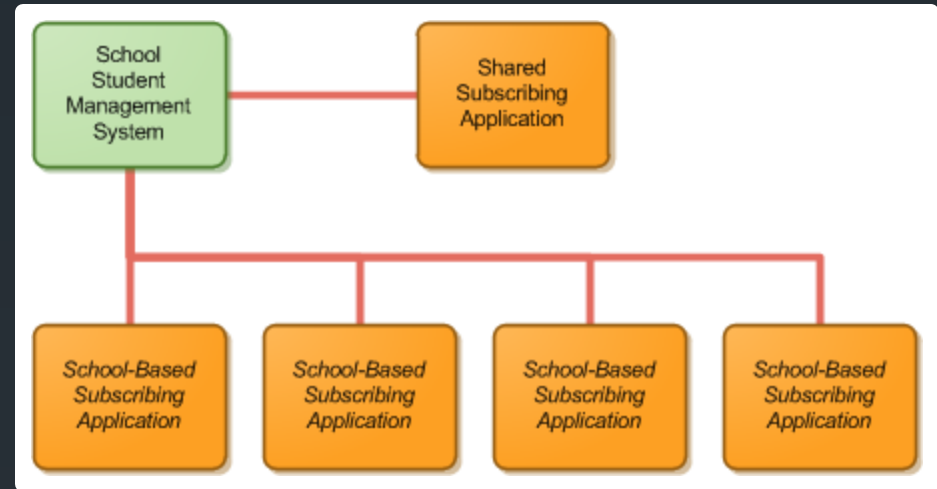 School
Student
Management
System
Shared
Subscribing
Application
School-Based
Subscribing
Application
School-Based
Subscribing
Application
School-Based
Subscribing
Application
School-Based
Subscribing
Application